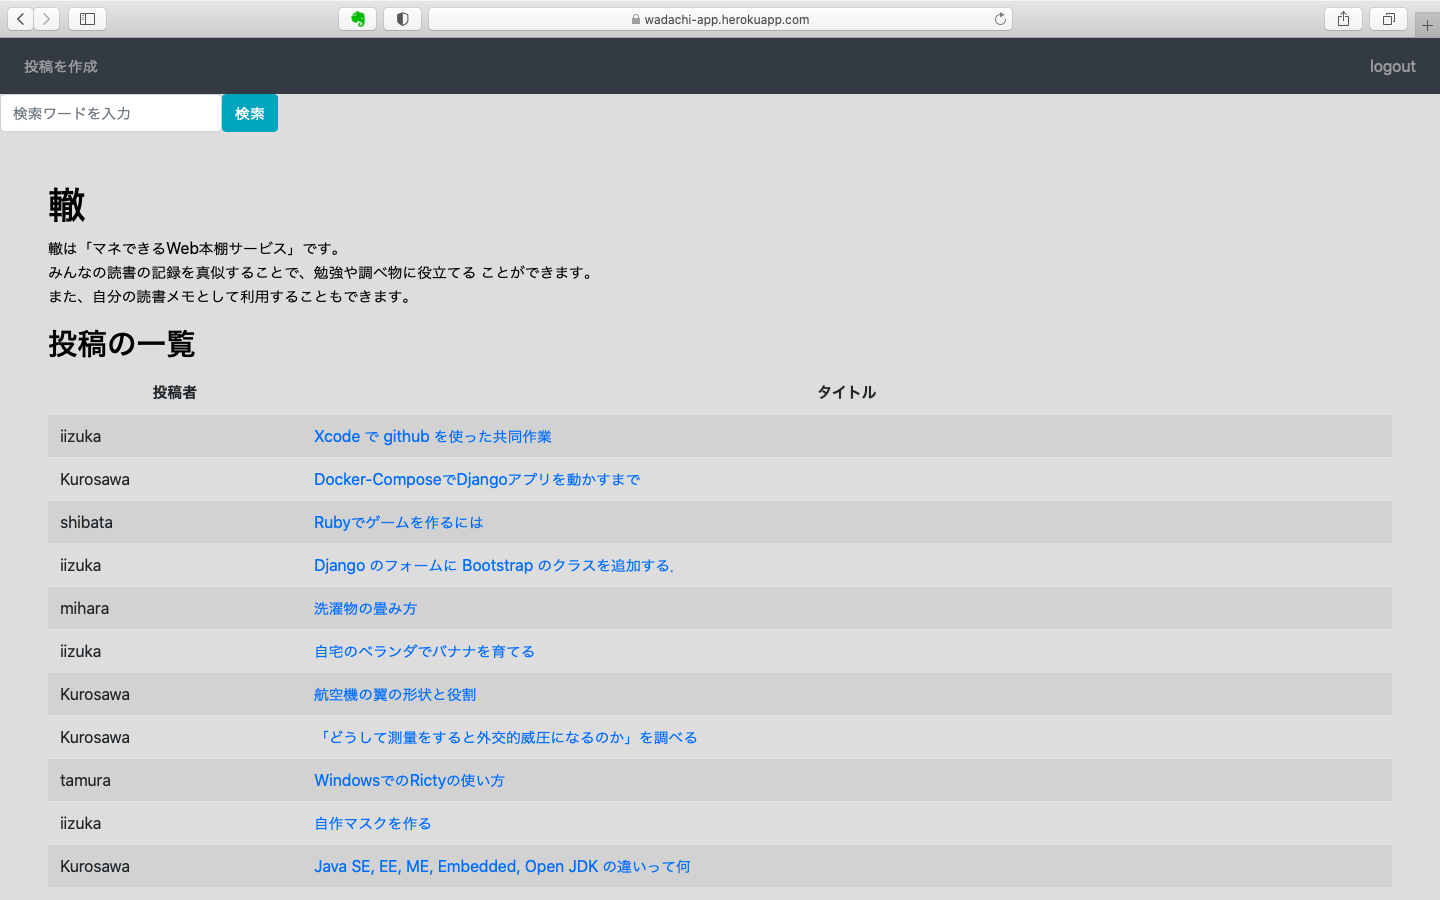 wadachi-app.herokuapp.com
投稿を作成 logout
検索ワードを入力 検索
轍
轍は「マネできるWeb本棚サービス」です。
みんなの読書の記録を真似することで、勉強や調べ物に役立てる ことができます。
また、自分の読書メモとして利用することもできます。
投稿の一覧
投稿者 タイトル
iizuka Xcode で github を使った共同作業
Kurosawa Docker-ComposeでDjangoアプリを動かすまで
shibata Rubyでゲームを作るには
iizuka Django のフォームに Bootstrap のクラスを追加する.
mihara 洗濯物の畳み方
iizuka 自宅のベランダでバナナを育てる
Kurosawa 航空機の翼の形状と役割
Kurosawa 「どうして測量をすると外交的威圧になるのか」を調べる
tamura WindowsでのRictyの使い方
iizuka 自作マスクを作る
Kurosawa Java SE, EE, ME, Embedded, Open JDK の違いって何